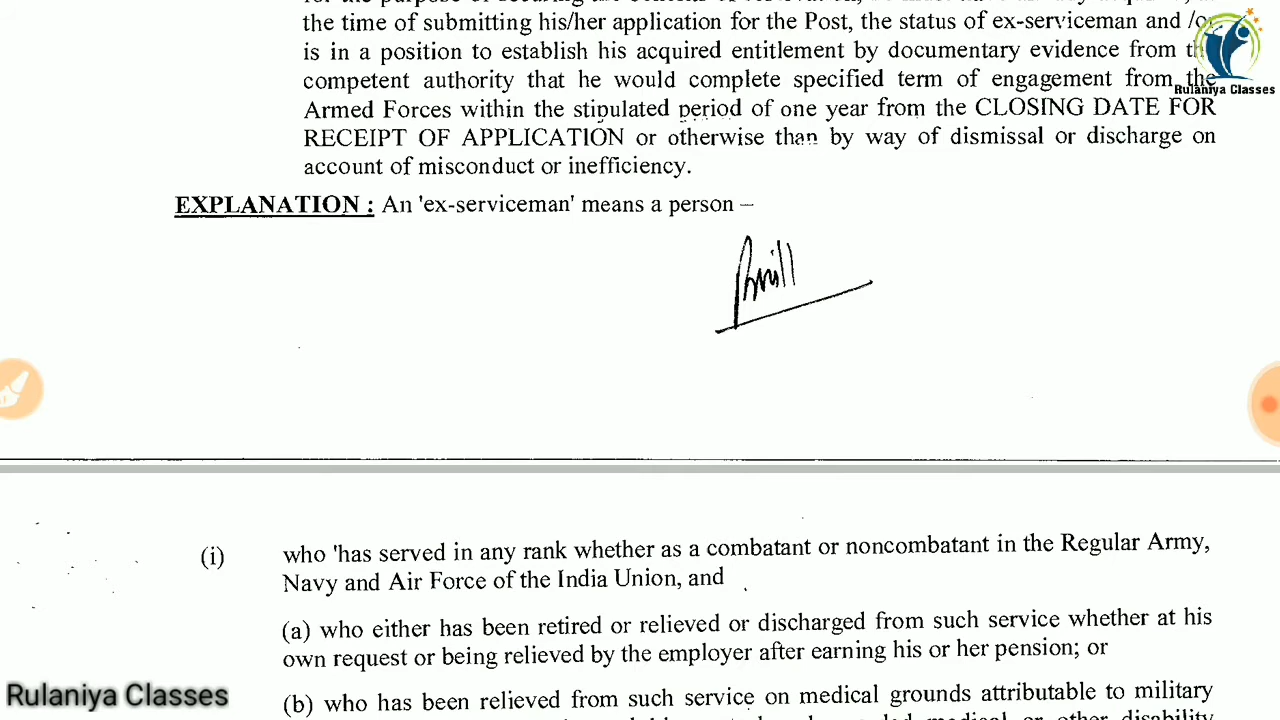 the time of submitting his/her application for the Post, the status of ex-serviceman and /or
is in a position to establish his acquired entitlement by documentary evidence from the
competent authority that he would complete specified term of engagement from the
Armed Forces within the stipulated period of one year from the CLOSING DATE FOR
RECEIPT OF APPLICATION or otherwise than by way of dismissal or discharge on
account of misconduct or inefficiency.
EXPLANATION : An 'ex-serviceman' means a person –
(i) who 'has served in any rank whether as a combatant or noncombatant in the Regular Army,
Navy and Air Force of the India Union, and
(a) who either has been retired or relieved or discharged from such service whether at his
own request or being relieved by the employer after earning his or her pension; or
(b) who has been relieved from such service on medical grounds attributable to military
medical or other disability
Rulaniya Classes
Rulaniya Classes